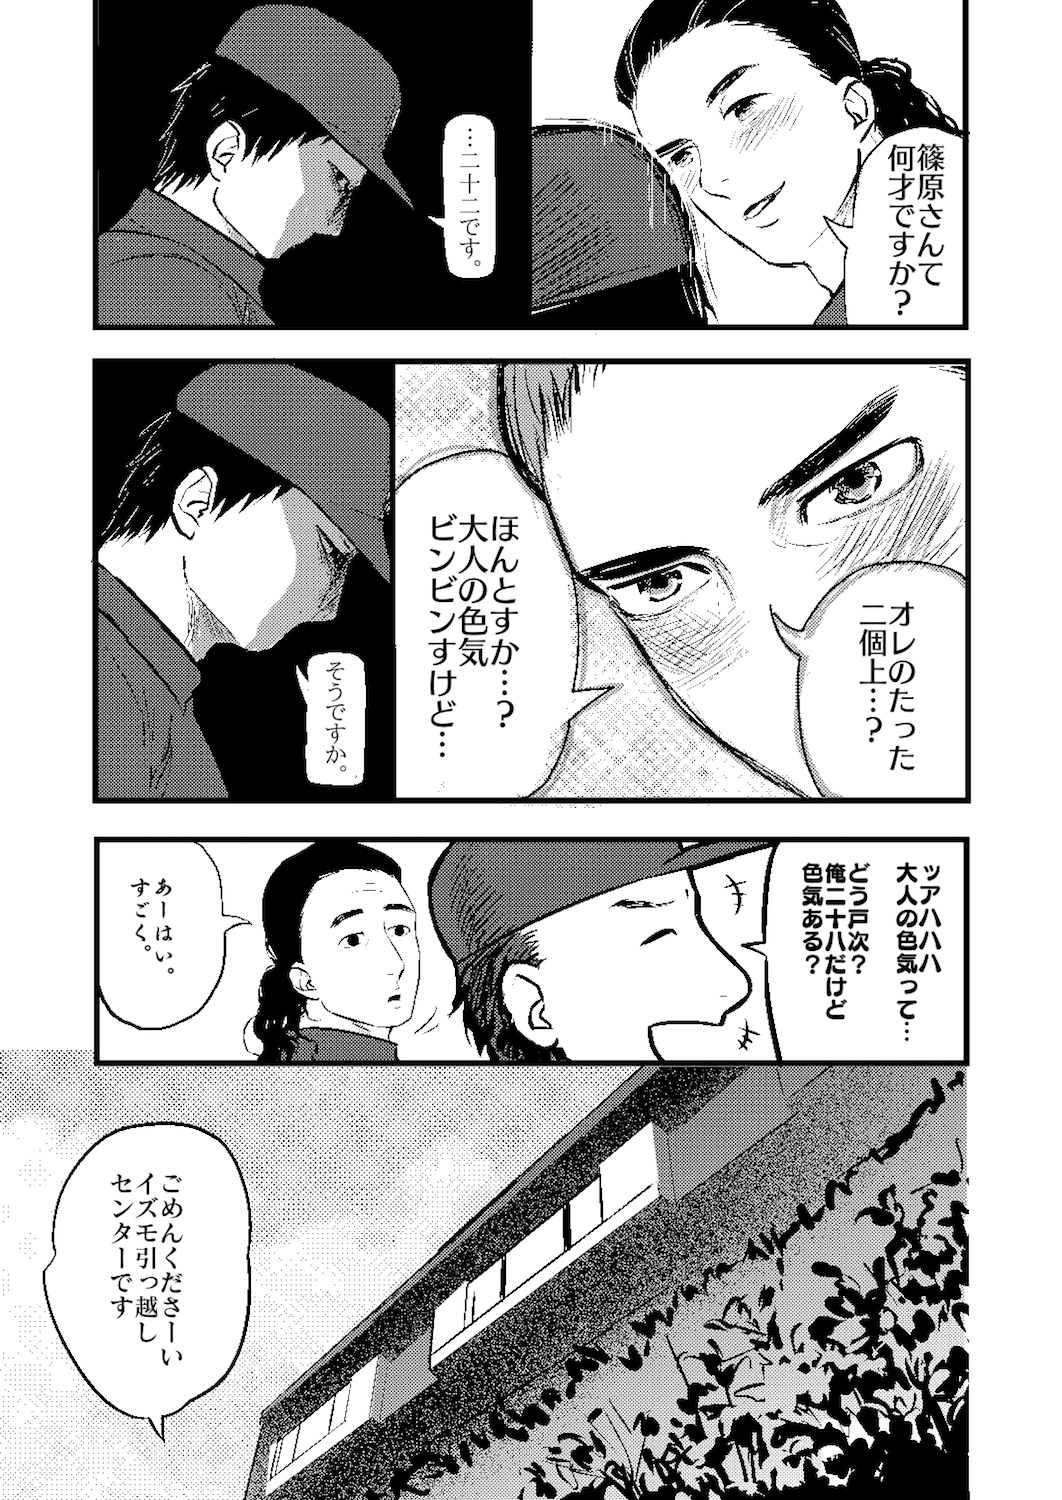 篠原さんて
何才ですか?
…二十二です。
オレのたった
二個上…?
ほんとすか…?
大人の色気
ビンビンすけど…
そうですか。
ツアハハハ
大人の色気って…
どう戸次?
俺二十八だけど
色気ある?
あーはい。
すごく。
ごめんくださーい
イズモ引っ越し
センターです